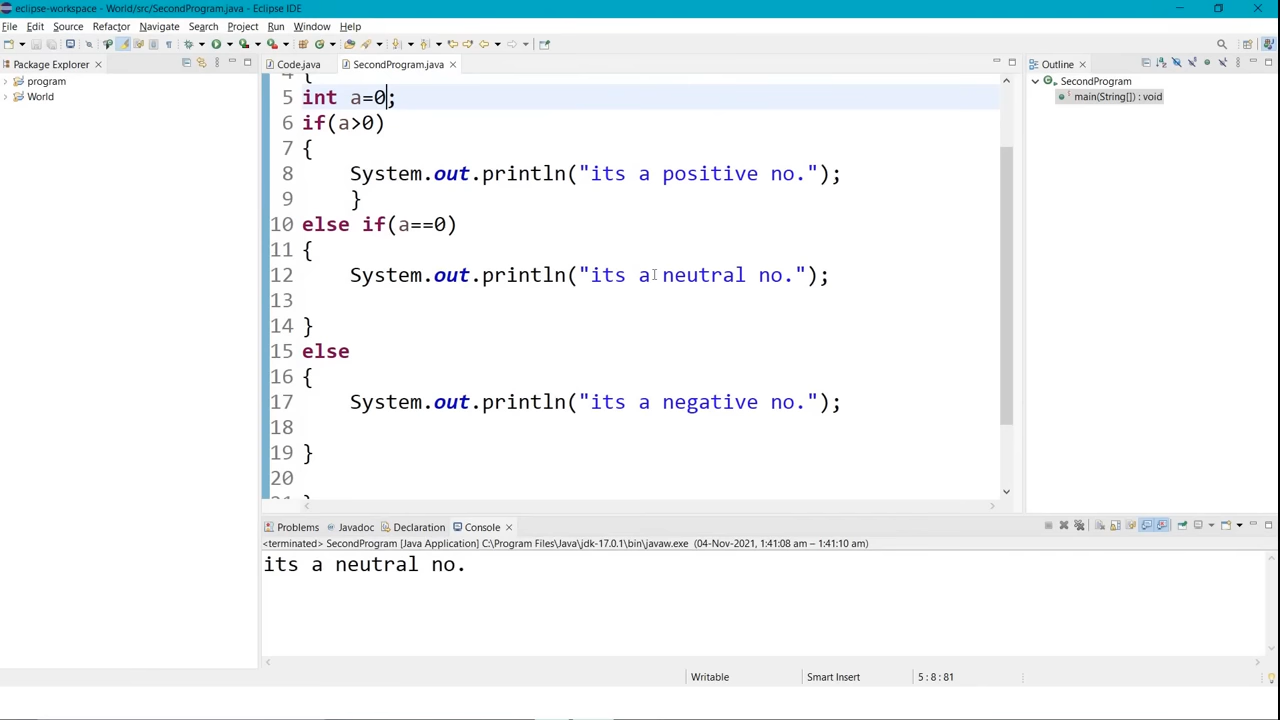 eclipse-workspace - World/src/SecondProgram.java - Eclipse IDE
File Edit Source Refactor Navigate Search Project Run Window Help
Package Explorer
program
World
Code.java SecondProgram.java
4 {
5 int a=0;
6 if(a>0)
7 {
8 System.out.println("its a positive no.");
9 }
10 else if(a==0)
11 {
12 System.out.println("its a neutral no.");
13
14 }
15 else
16 {
17 System.out.println("its a negative no.");
18
19 }
20
21 }
Outline
SecondProgram
main(String[]) : void
Problems Javadoc Declaration Console
<terminated> SecondProgram [Java Application] C:\Program Files\Java\jdk-17.0.1\bin\javaw.exe (04-Nov-2021, 1:41:08 am – 1:41:10 am)
its a neutral no.
Writable Smart Insert 5 : 8 : 81